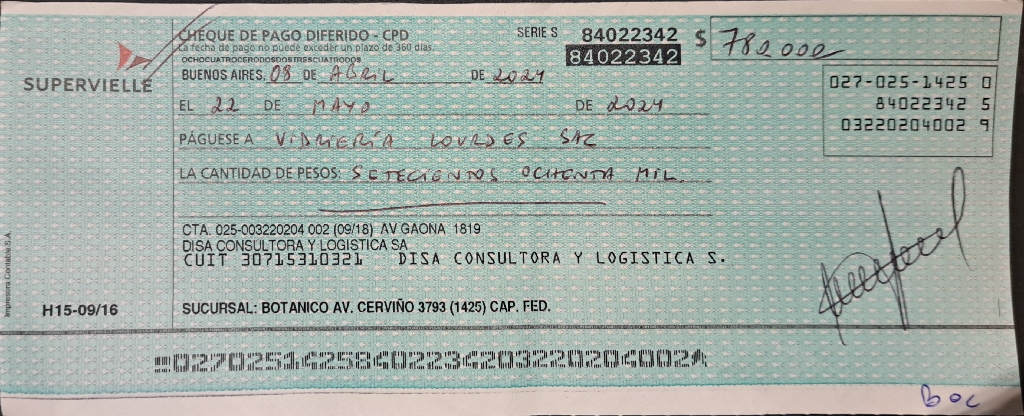 CHEQUE DE PAGO DIFERIDO - CPD
La fecha de pago no puede exceder un plazo de 360 días.
OCHOCUATROCERODOSDOSTRESCUATRODOS
SERIE S 84022342
84022342
$ 780.000
SUPERVIELLE
BUENOS AIRES, 08 DE ABRIL DE 2024
EL 22 DE MAYO DE 2024
PÁGUESE A VIDRIERÍA LOURDES SAC
LA CANTIDAD DE PESOS: SETECIENTOS OCHENTA MIL.
027-025-1425 0
84022342 5
03220204002 9
CTA. 025-003220204 002 (09/18) AV GAONA 1819
DISA CONSULTORA Y LOGISTICA SA
CUIT 30715310321 DISA CONSULTORA Y LOGISTICA S.
Impresora Contable S.A.
H15-09/16
SUCURSAL: BOTANICO AV. CERVIÑO 3793 (1425) CAP. FED.
02702514258402234203220204002